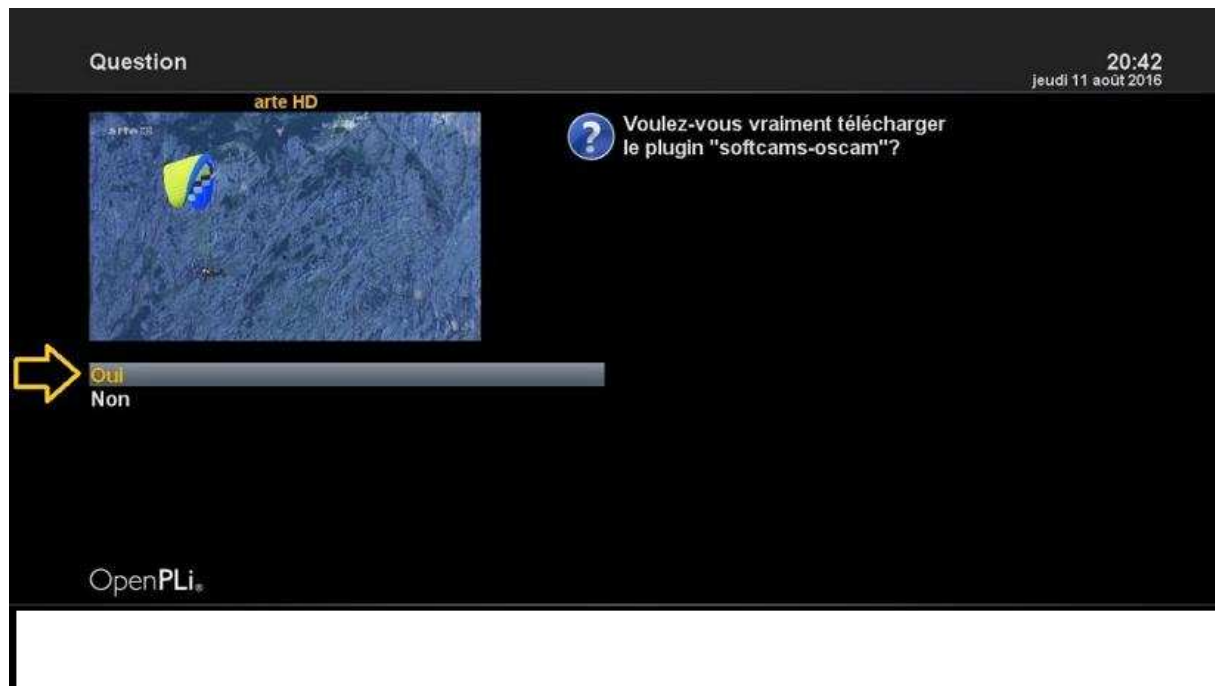 Question
20:42
jeudi 11 août 2016
arte HD
Voulez-vous vraiment télécharger
le plugin "softcams-oscam"?
Oui
Non
OpenPLi®